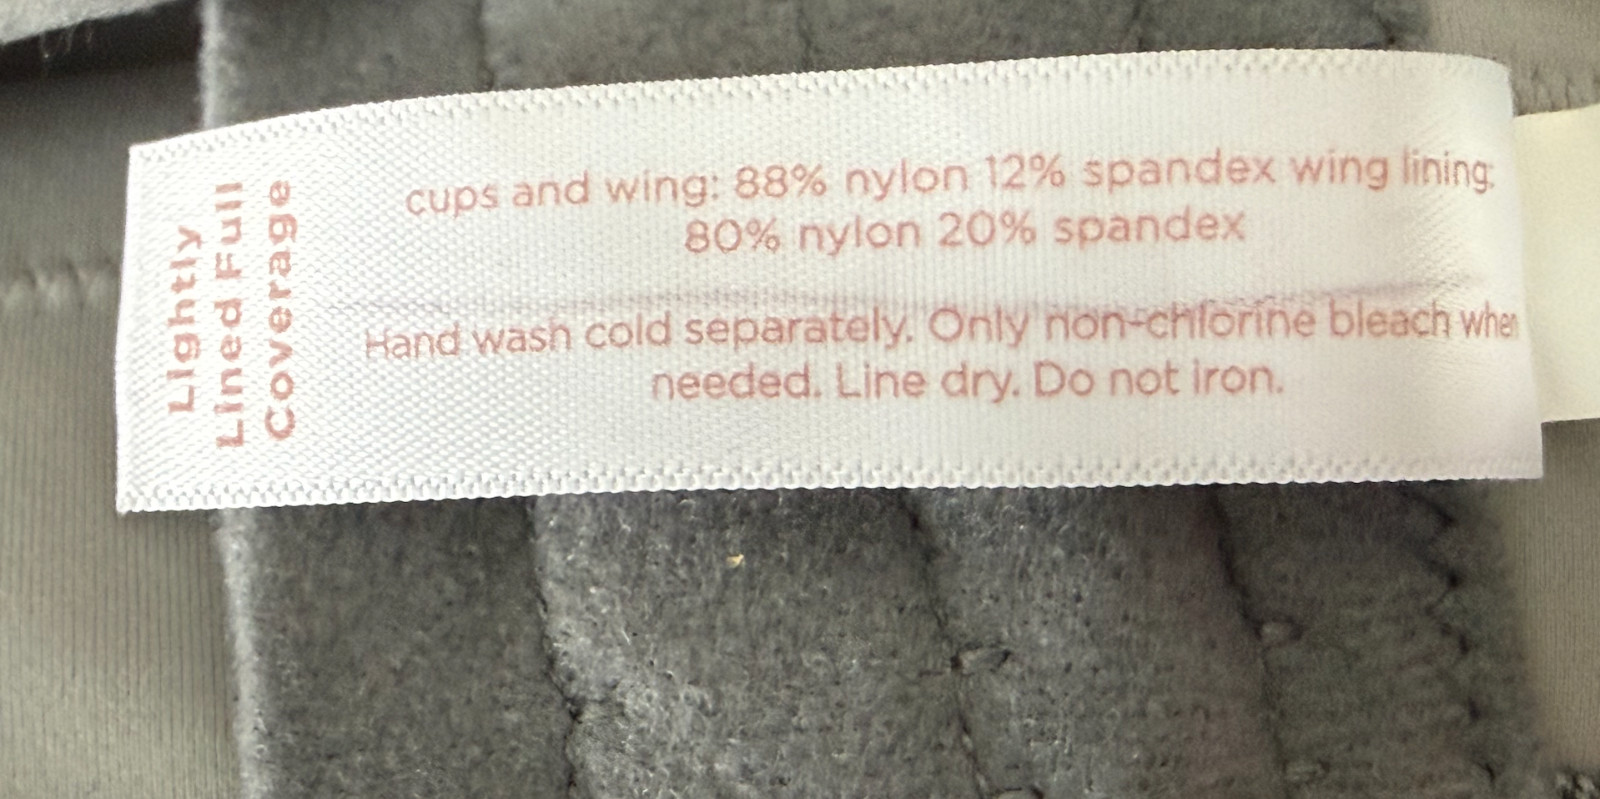 Lightly
Lined Full
Coverage
cups and wing: 88% nylon 12% spandex wing lining:
80% nylon 20% spandex
Hand wash cold separately. Only non-chlorine bleach when
needed. Line dry. Do not iron.